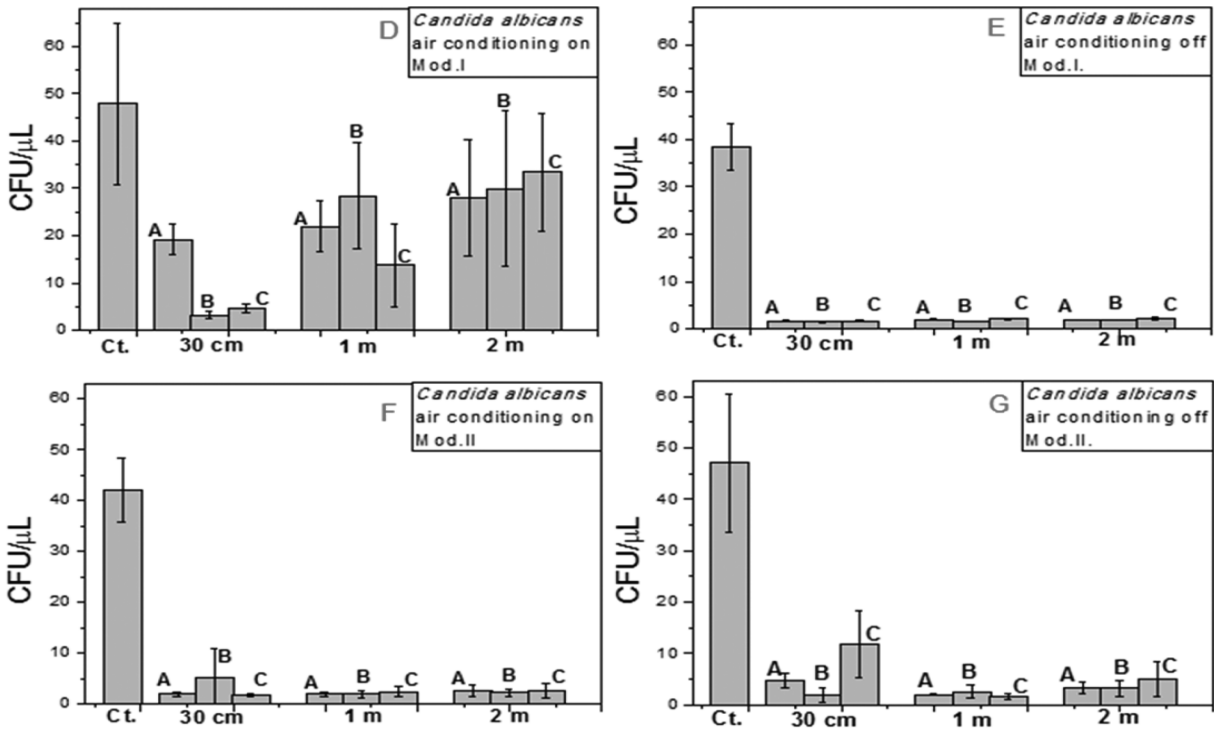 D
Candida albicans
air conditioning on
Mod.I
CFU/μL
60
50
40
30
20
10
0
A
B
C
A
B
C
A
B
C
Ct.
30 cm
1 m
2 m
E
Candida albicans
air conditioning off
Mod.I.
CFU/μL
60
50
40
30
20
10
0
A
B
C
A
B
C
A
B
C
Ct.
30 cm
1 m
2 m
F
Candida albicans
air conditioning on
Mod.II
CFU/μL
60
50
40
30
20
10
0
A
B
C
A
B
C
A
B
C
Ct.
30 cm
1 m
2 m
G
Candida albicans
air conditioning off
Mod.II.
CFU/μL
60
50
40
30
20
10
0
A
B
C
A
B
C
A
B
C
Ct.
30 cm
1 m
2 m